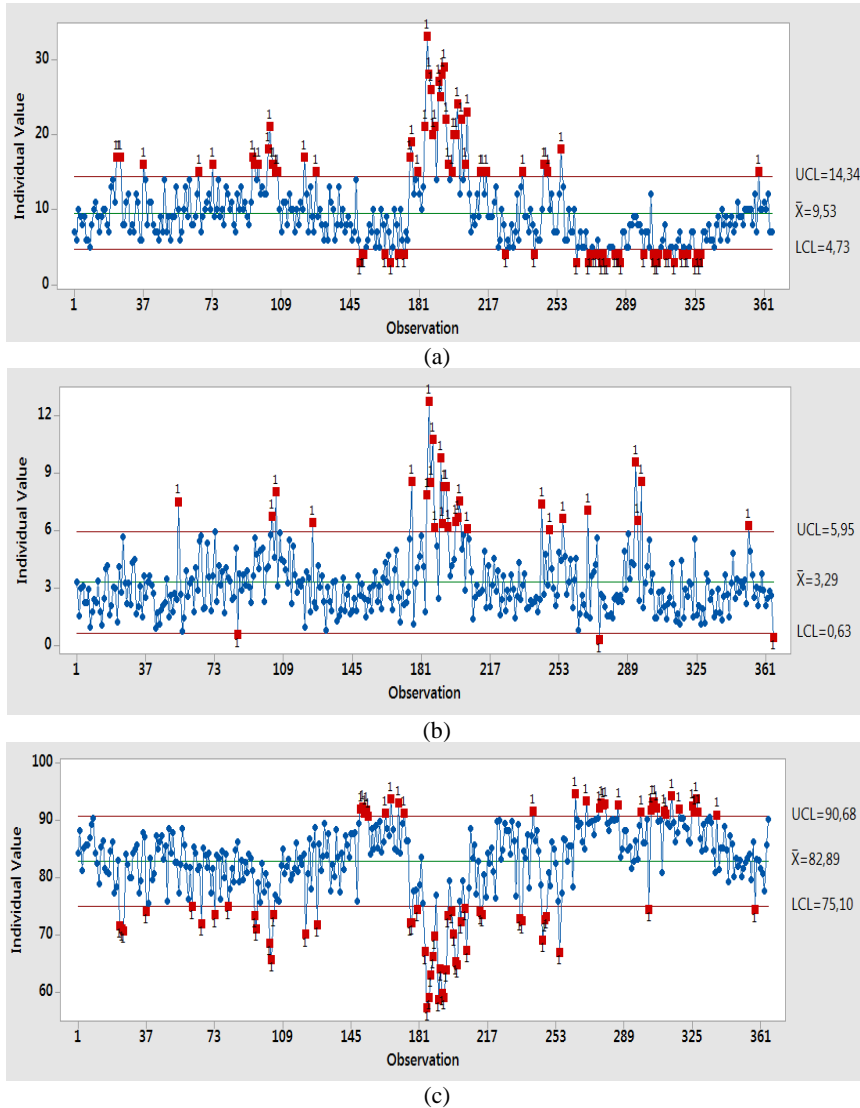 30
20
10
0
Individual Value
1 37 73 109 145 181 217 253 289 325 361
Observation
UCL=14,34
X̄=9,53
LCL=4,73
(a)
12
9
6
3
0
Individual Value
1 37 73 109 145 181 217 253 289 325 361
Observation
UCL=5,95
X̄=3,29
LCL=0,63
(b)
100
90
80
70
60
Individual Value
1 37 73 109 145 181 217 253 289 325 361
Observation
UCL=90,68
X̄=82,89
LCL=75,10
(c)